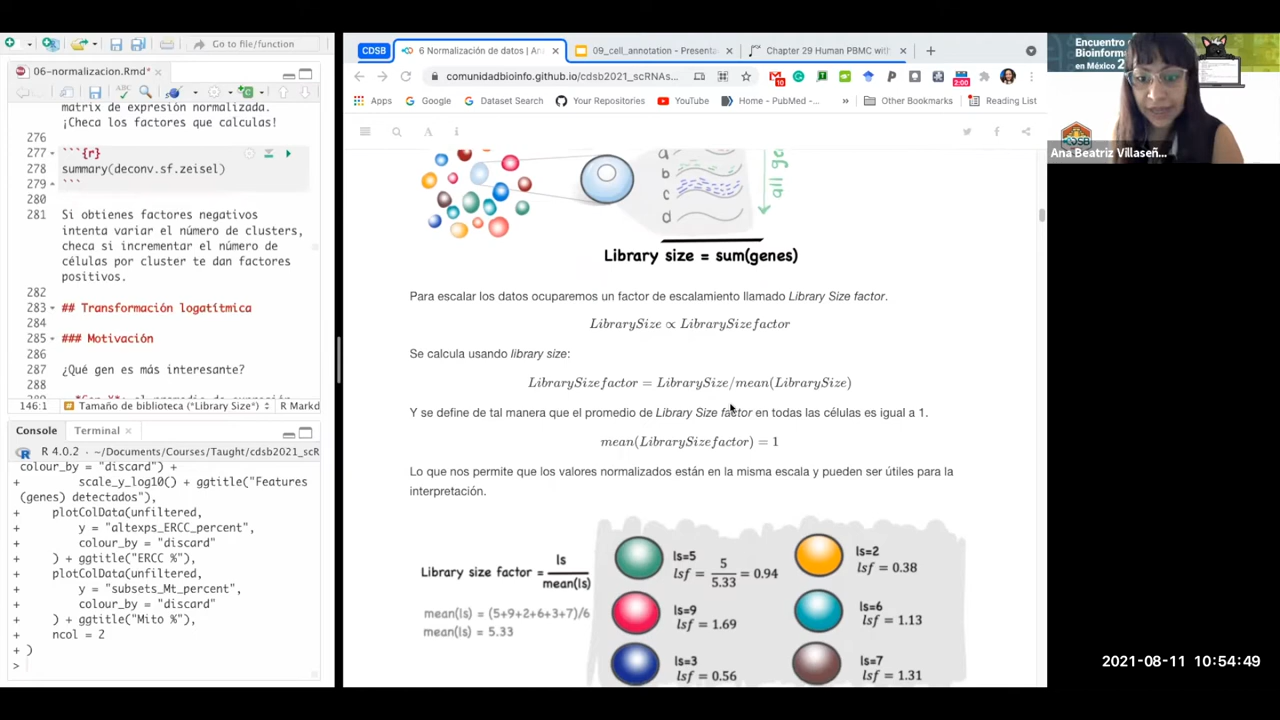 Go to file/function
06-normalizacion.Rmd*
matriz de expresión normalizada.
¡Checa los factores que calculas!
276
277 ```{r}
278 summary(deconv.sf.zeisel)
279 ```
280
281 Si obtienes factores negativos
intenta variar el número de clusters,
checa si incrementar el número de
células por cluster te dan factores
positivos.
282
283 ## Transformación logatítmica
284
285 ### Motivación
286
287 ¿Qué gen es más interesante?
288
146:1 # Tamaño de biblioteca (*Library Size*) R Mark
Console Terminal
R 4.0.2 · ~/Documents/Courses/Taught/cdsb2021_scR
colour_by = "discard") +
+ scale_y_log10() + ggtitle("Features
(genes) detectados"),
+ plotColData(unfiltered,
+ y = "altexps_ERCC_percent",
+ colour_by = "discard"
+ ) + ggtitle("ERCC %"),
+ plotColData(unfiltered,
+ y = "subsets_Mt_percent",
+ colour_by = "discard"
+ ) + ggtitle("Mito %"),
+ ncol = 2
+ )
>
CDSB 6 Normalización de datos | An 09_cell_annotation - Presenta Chapter 29 Human PBMC with
comunidadbioinfo.github.io/cdsb2021_scRNAs...
Apps Google Dataset Search Your Repositories YouTube Home - PubMed - ... » Other Bookmarks Reading List
a
b
c
d
all g
Library size = sum(genes)
Para escalar los datos ocuparemos un factor de escalamiento llamado Library Size factor.
LibrarySize ∝ LibrarySizefactor
Se calcula usando library size:
LibrarySizefactor = LibrarySize/mean(LibrarySize)
Y se define de tal manera que el promedio de Library Size factor en todas las células es igual a 1.
mean(LibrarySizefactor) = 1
Lo que nos permite que los valores normalizados están en la misma escala y pueden ser útiles para la
interpretación.
Library size factor = ls / mean(ls)
mean(ls) = (5+9+2+6+3+7)/6
mean(ls) = 5.33
ls=5
lsf = 5/5.33 = 0.94
ls=2
lsf = 0.38
ls=9
lsf = 1.69
ls=6
lsf = 1.13
ls=3
lsf = 0.56
ls=7
lsf = 1.31
Encuentro
Bioinfor
en México 2
CDSB
Ana Beatriz Villaseñ...
2021-08-11 10:54:49